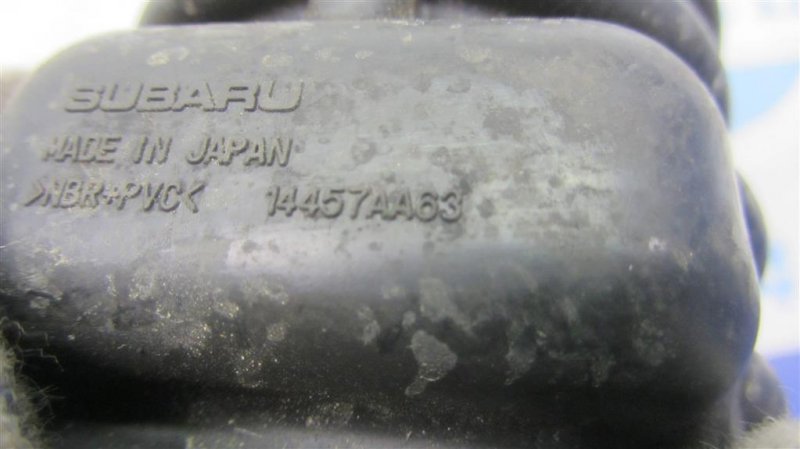 SUBARU
MADE IN JAPAN
>NBR+PVC< 14457AA63